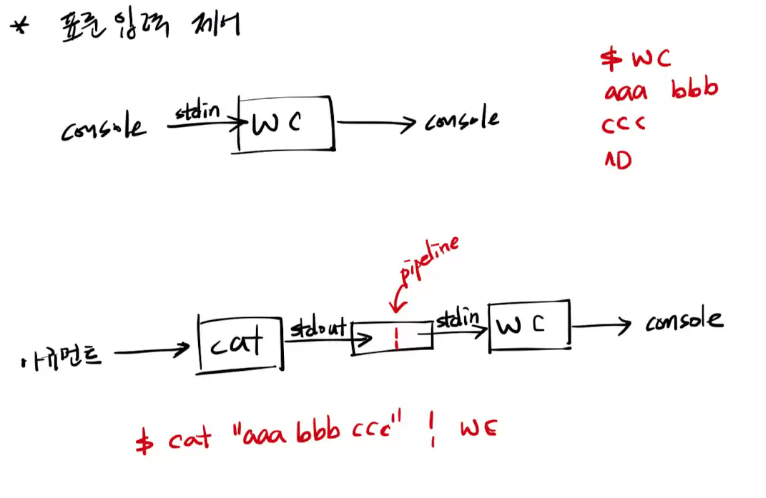 * 표준 입력 제어
$ wc
aaa bbb
ccc
^D
console stdin wc console
pipeline
아규먼트 cat stdout | stdin wc console
$ cat "aaa bbb ccc" | wc